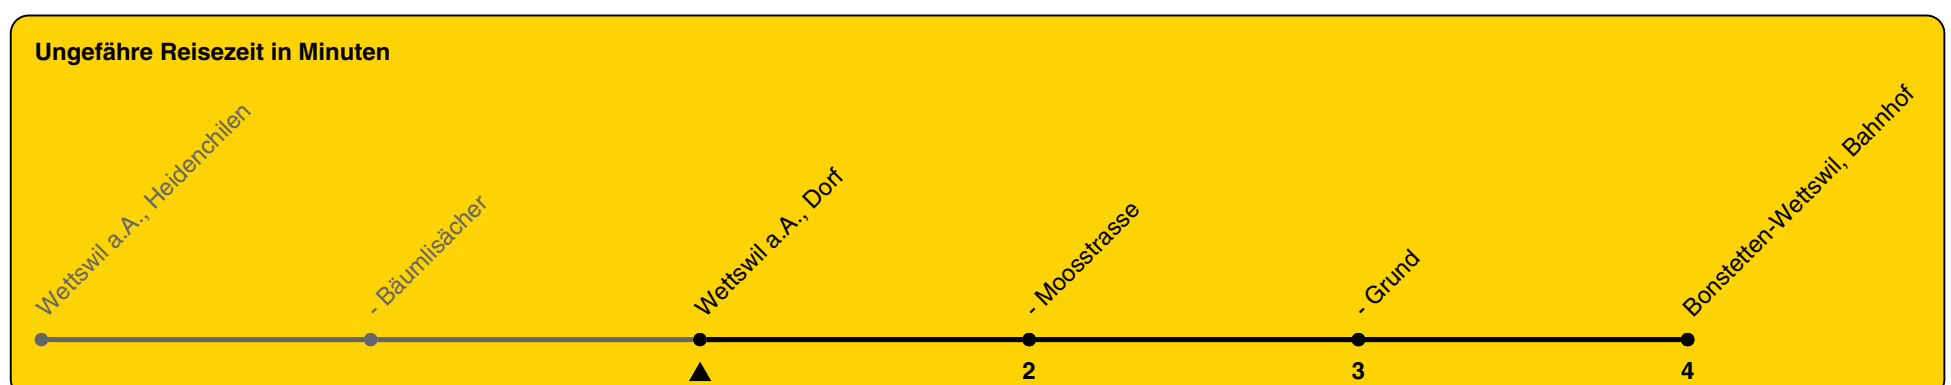 Ungefähre Reisezeit in Minuten
Wettswil a.A., Heidenchilen
- Bäumlisächer
Wettswil a.A., Dorf
- Moosstrasse
- Grund
Bonstetten-Wettswil, Bahnhof
2
3
4